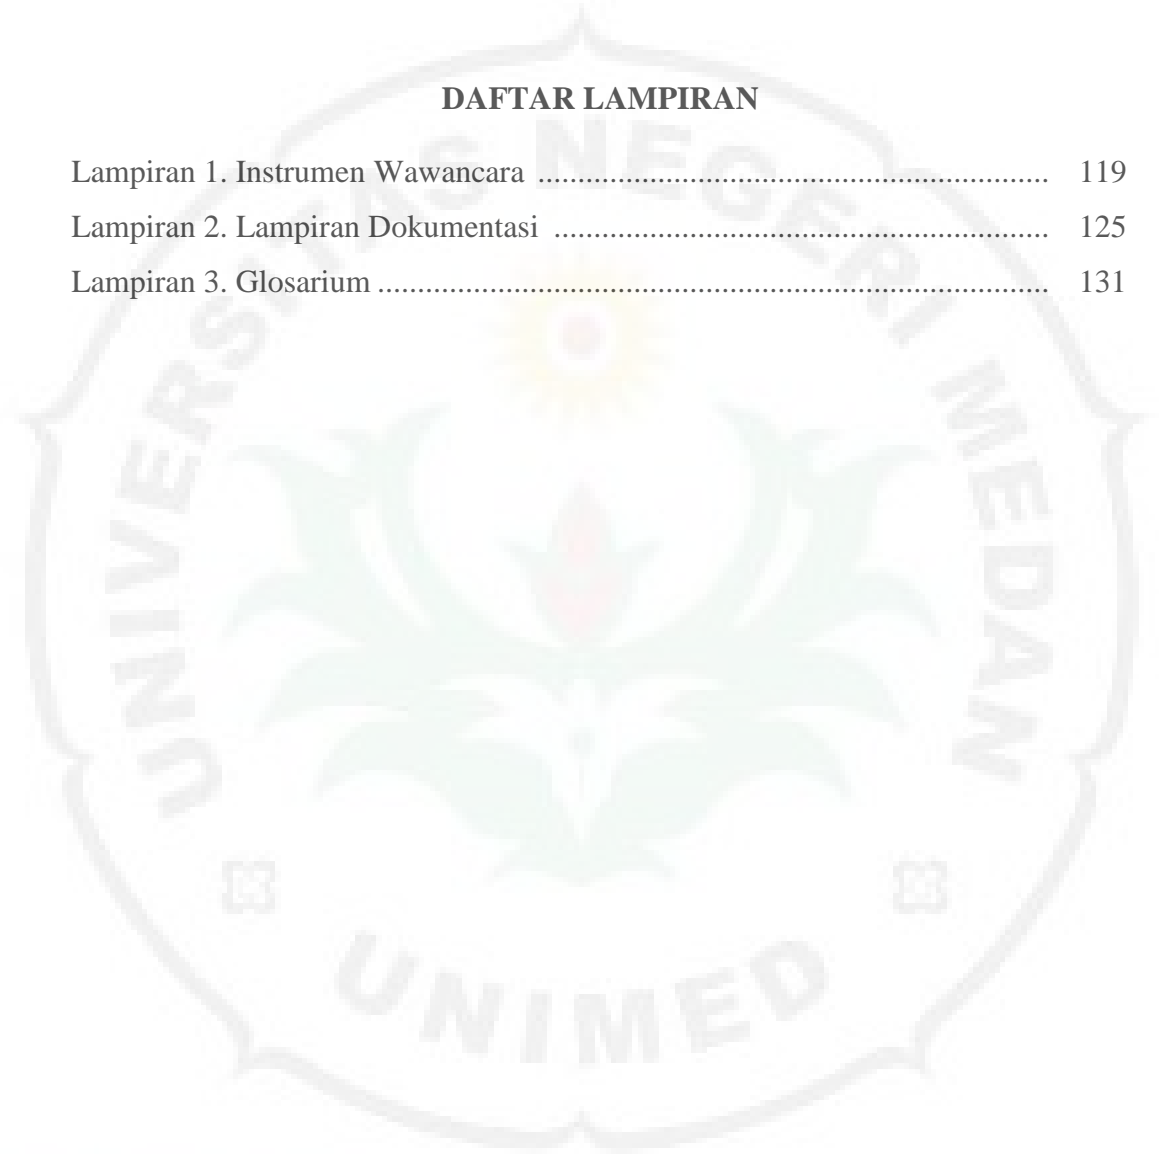 DAFTAR LAMPIRAN
Lampiran 1. Instrumen Wawancara ................................................................ 119
Lampiran 2. Lampiran Dokumentasi .............................................................. 125
Lampiran 3. Glosarium .................................................................................... 131
UNIVERSITAS NEGERI MEDAN
UNIMED